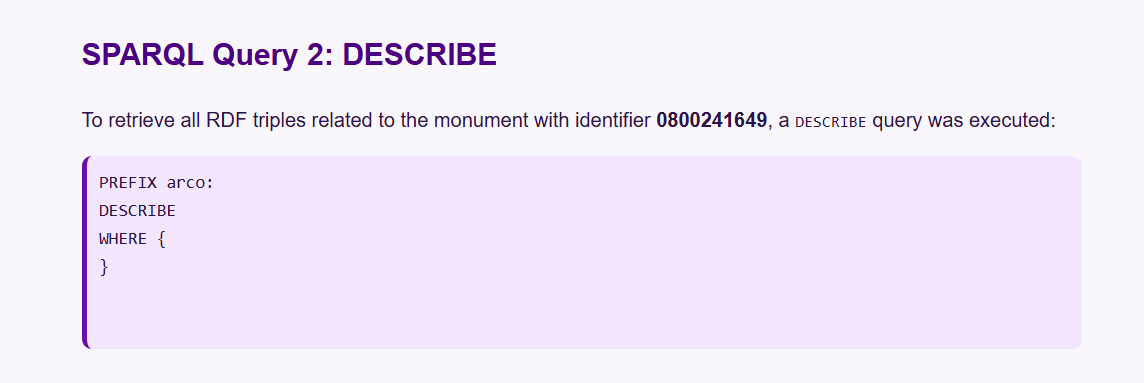 SPARQL Query 2: DESCRIBE
To retrieve all RDF triples related to the monument with identifier 0800241649, a DESCRIBE query was executed:
PREFIX arco:
DESCRIBE
WHERE {
}